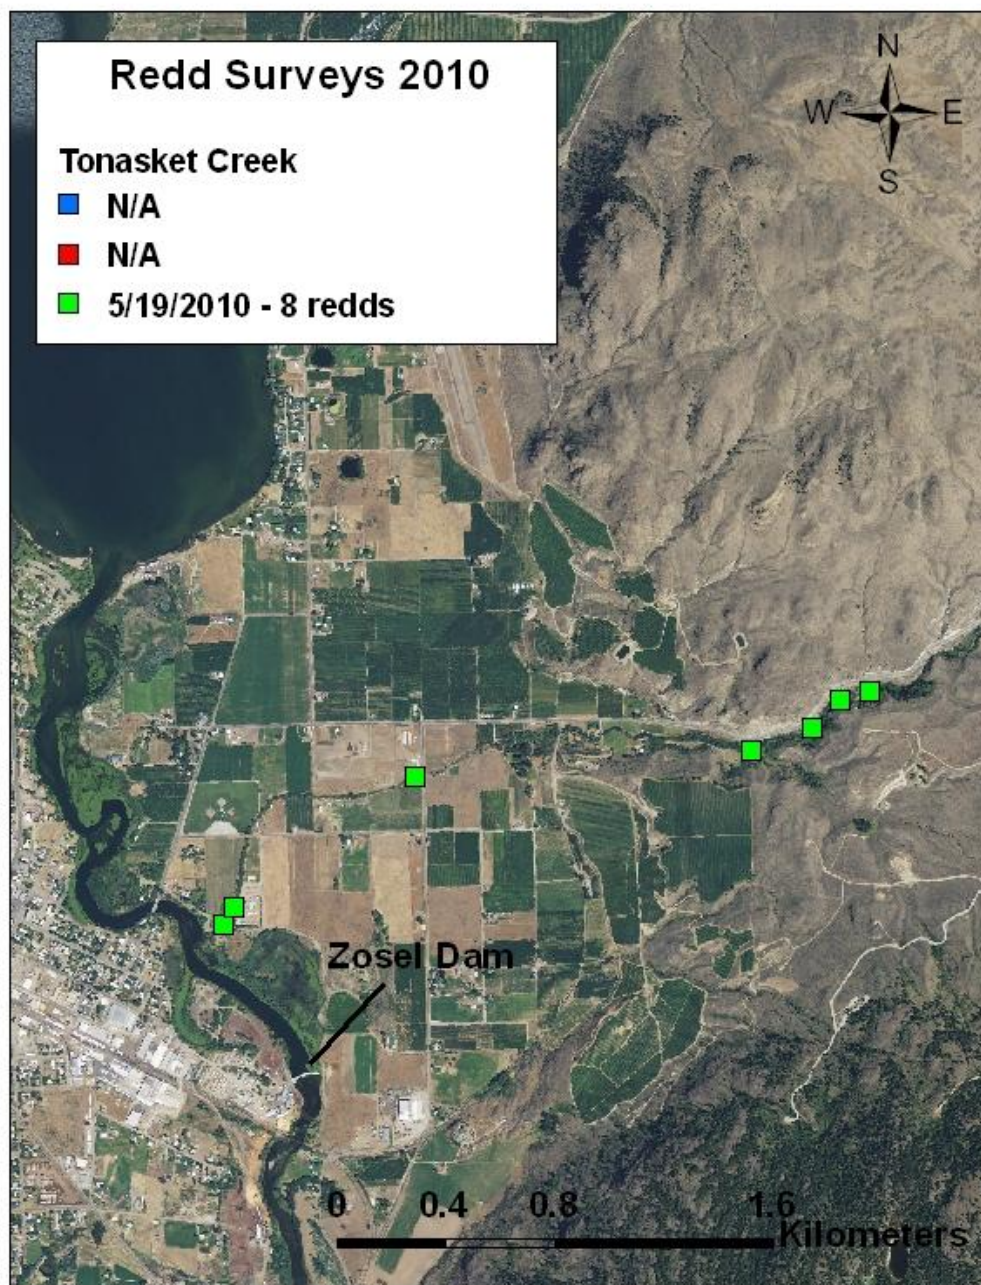 Redd Surveys 2010
N
W E
S
Tonasket Creek
N/A
N/A
5/19/2010 - 8 redds
Zosel Dam
0 0.4 0.8 1.6
Kilometers